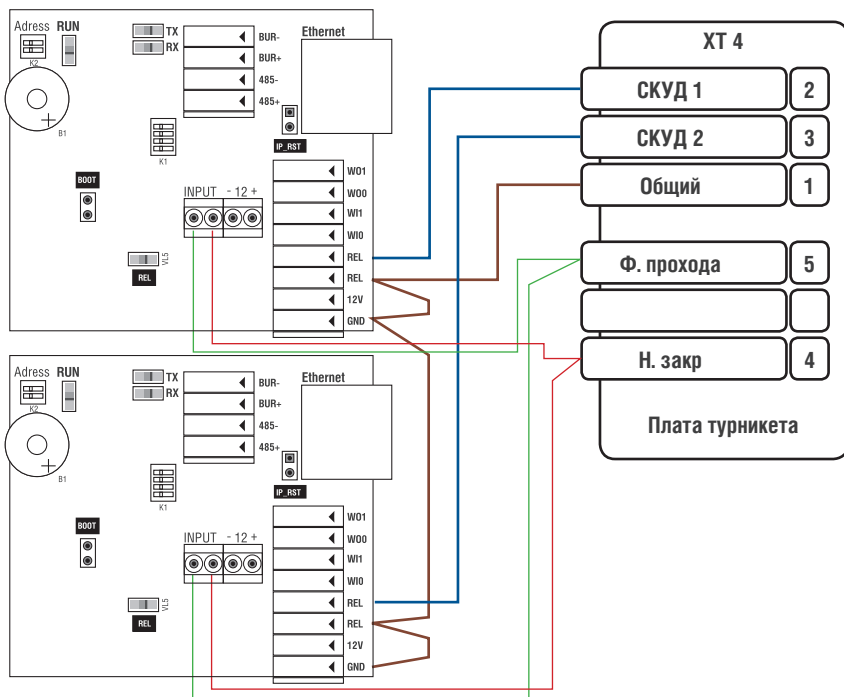 Adress RUN
TX
RX
K2
B1
K1
BUR-
BUR+
485-
485+
Ethernet
IP_RST
BOOT
INPUT - 12 +
VL5
REL
WO1
WO0
WI1
WI0
REL
REL
12V
GND
Adress RUN
TX
RX
K2
B1
K1
BUR-
BUR+
485-
485+
Ethernet
IP_RST
BOOT
INPUT - 12 +
VL5
REL
WO1
WO0
WI1
WI0
REL
REL
12V
GND
XT 4
СКУД 1 2
СКУД 2 3
Общий 1
Ф. прохода 5
Н. закр 4
Плата турникета